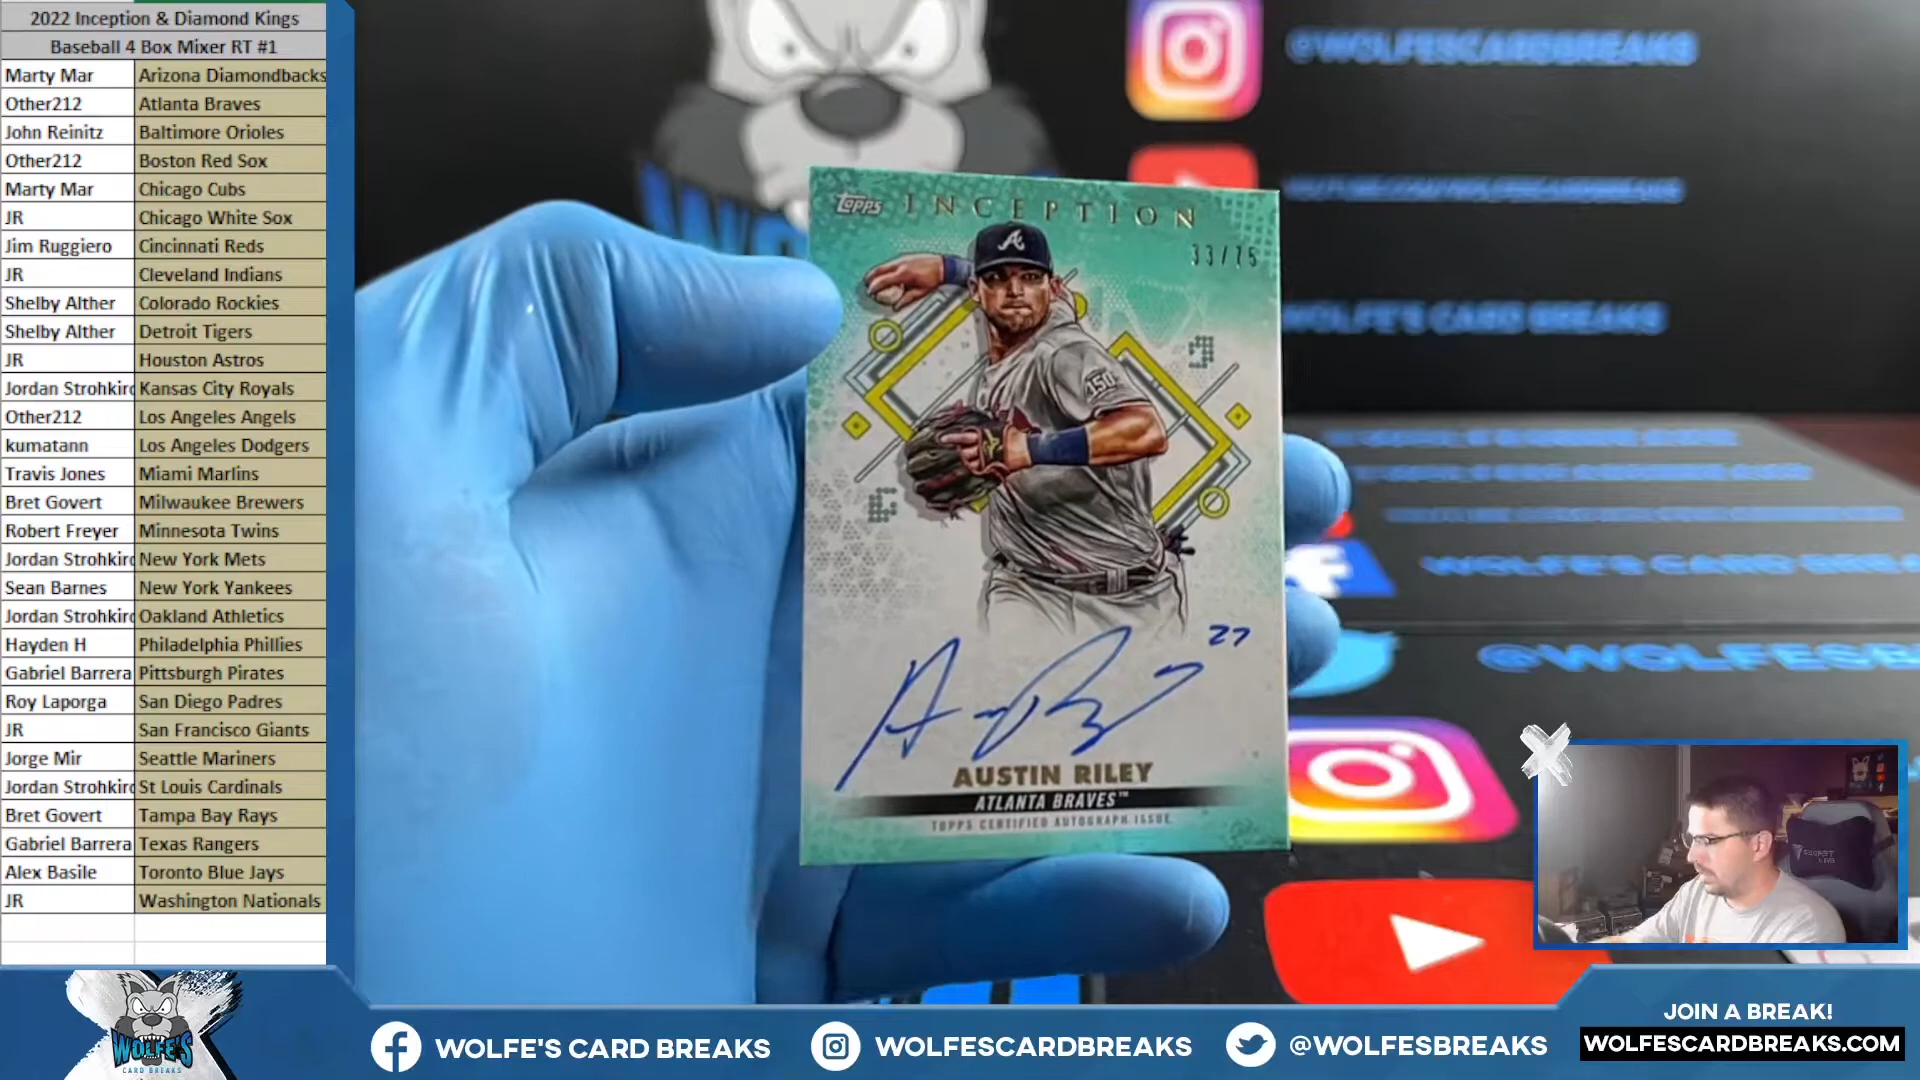 2022 Inception & Diamond Kings
Baseball 4 Box Mixer RT #1
Marty Mar Arizona Diamondbacks
Other212 Atlanta Braves
John Reinitz Baltimore Orioles
Other212 Boston Red Sox
Marty Mar Chicago Cubs
JR Chicago White Sox
Jim Ruggiero Cincinnati Reds
JR Cleveland Indians
Shelby Alther Colorado Rockies
Shelby Alther Detroit Tigers
JR Houston Astros
Jordan Strohkirc Kansas City Royals
Other212 Los Angeles Angels
kumatann Los Angeles Dodgers
Travis Jones Miami Marlins
Bret Govert Milwaukee Brewers
Robert Freyer Minnesota Twins
Jordan Strohkirc New York Mets
Sean Barnes New York Yankees
Jordan Strohkirc Oakland Athletics
Hayden H Philadelphia Phillies
Gabriel Barrera Pittsburgh Pirates
Roy Laporga San Diego Padres
JR San Francisco Giants
Jorge Mir Seattle Mariners
Jordan Strohkirc St Louis Cardinals
Bret Govert Tampa Bay Rays
Gabriel Barrera Texas Rangers
Alex Basile Toronto Blue Jays
JR Washington Nationals
@WOLFESCARDBREAKS
WOLFE'S CARD BREAKS
WOLFE'S CARD BREA
@WOLFESB
Topps INCEPTION
33/75
A
150
27
AUSTIN RILEY
ATLANTA BRAVES™
TOPPS CERTIFIED AUTOGRAPH ISSUE
WOLFE'S
CARD BREAKS
WOLFE'S CARD BREAKS
WOLFESCARDBREAKS
@WOLFESBREAKS
JOIN A BREAK!
WOLFESCARDBREAKS.COM